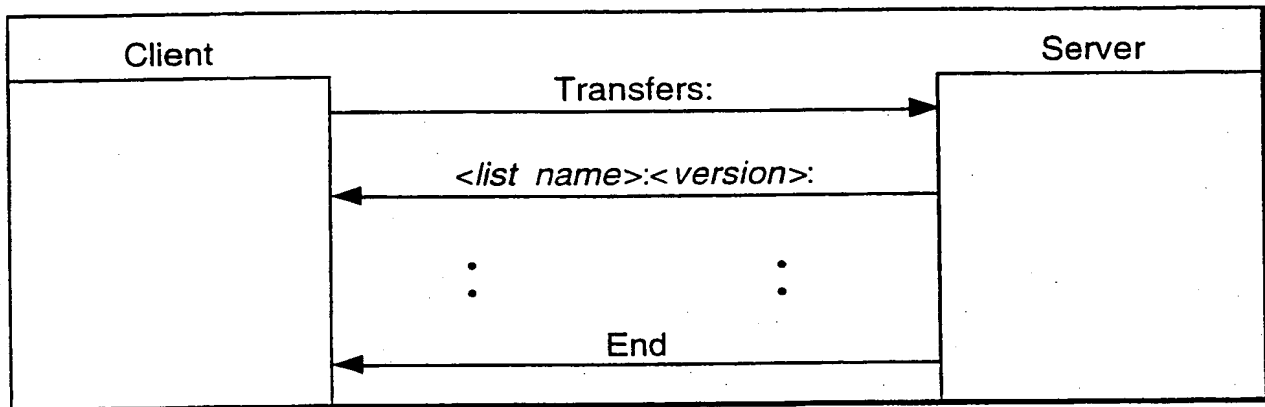 Client
Server
Transfers:
<list name>:<version>:
End